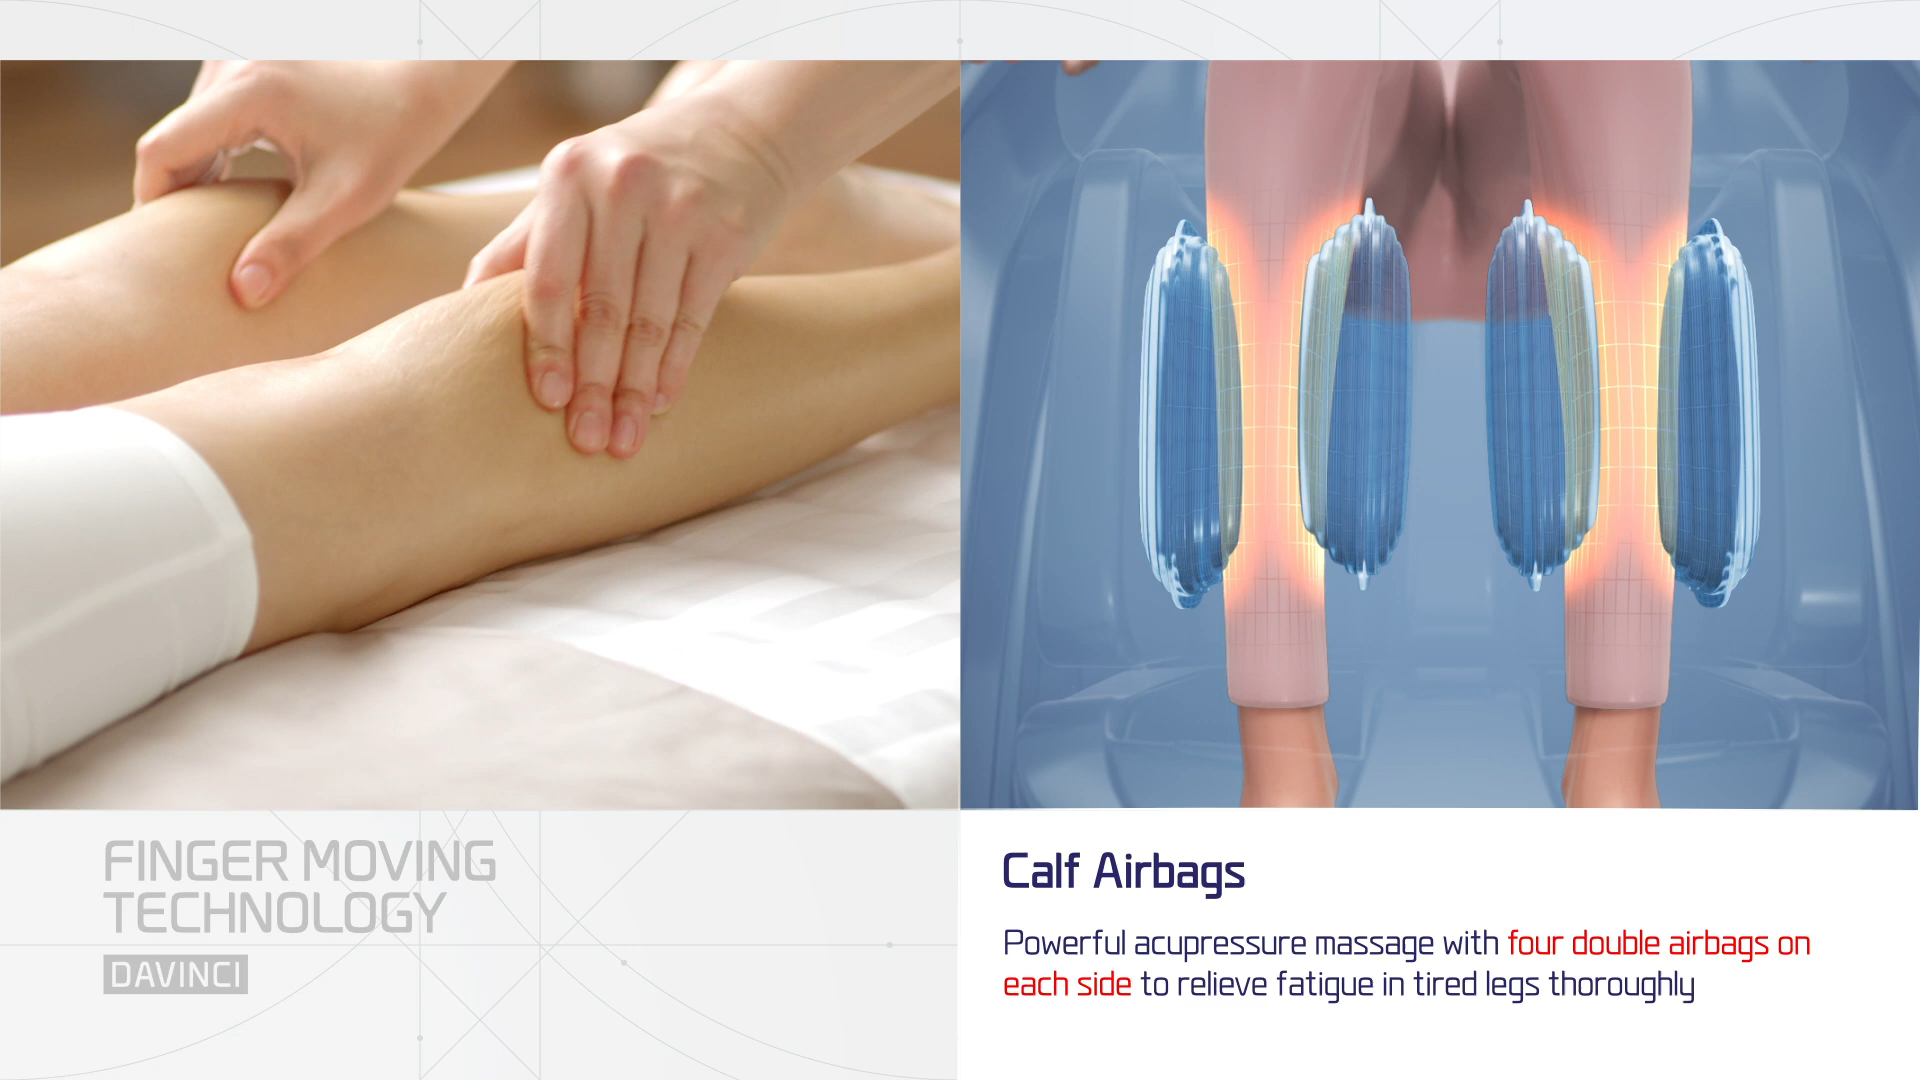 FINGER MOVING
TECHNOLOGY
DAVINCI
Calf Airbags
Powerful acupressure massage with four double airbags on
each side to relieve fatigue in tired legs thoroughly